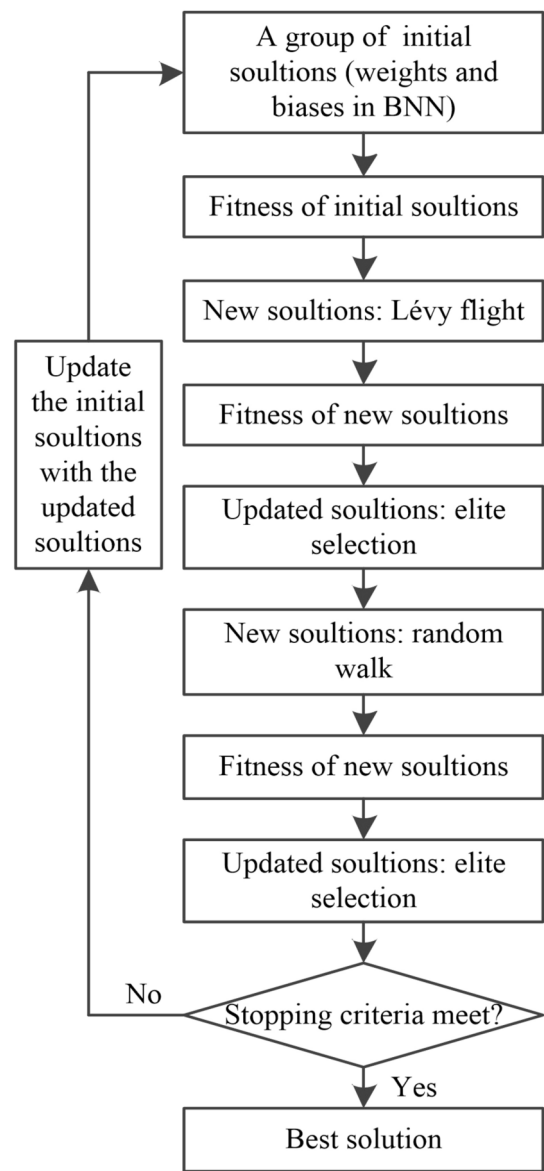 A group of initial
soultions (weights and
biases in BNN)
Fitness of initial soultions
New soultions: Lévy flight
Update
the initial
soultions
with the
updated
soultions
Fitness of new soultions
Updated soultions: elite
selection
New soultions: random
walk
Fitness of new soultions
Updated soultions: elite
selection
No
Stopping criteria meet?
Yes
Best solution